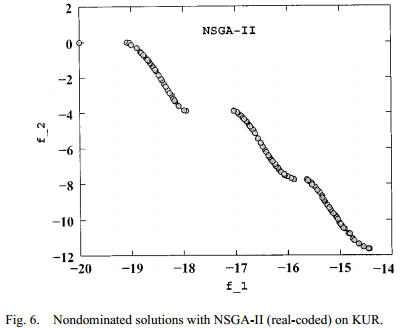 2
0
-2
-4
-6
-8
-10
-12
f_2
NSGA-II
-20 -19 -18 -17 -16 -15 -14
f_1
Fig. 6. Nondominated solutions with NSGA-II (real-coded) on KUR.